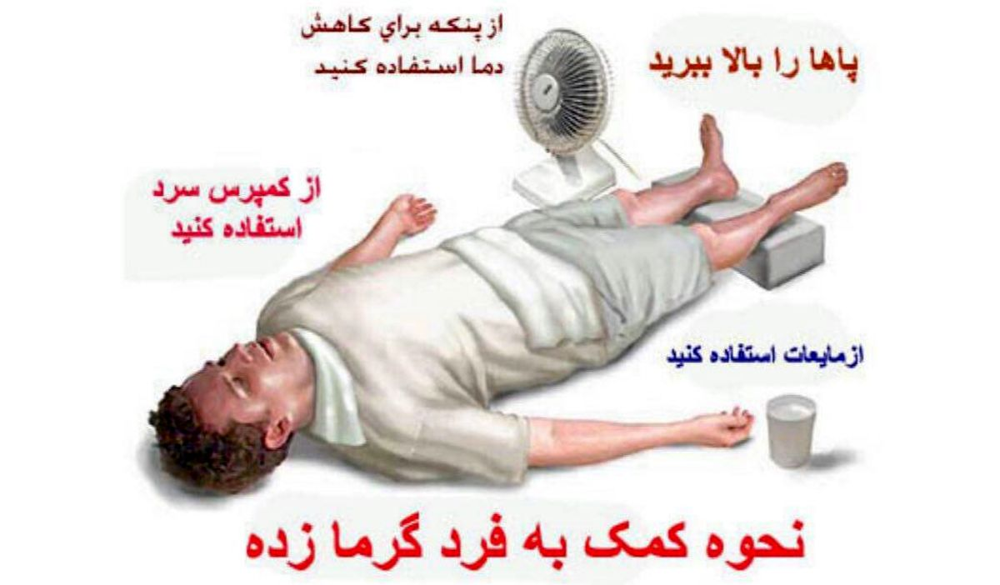 از پنکه براي کاهش
دما استفاده کنید
پاها را بالا ببرید
از کمپرس سرد
استفاده کنید
ازمایعات استفاده کنید
نحوه کمک به فرد گرما زده